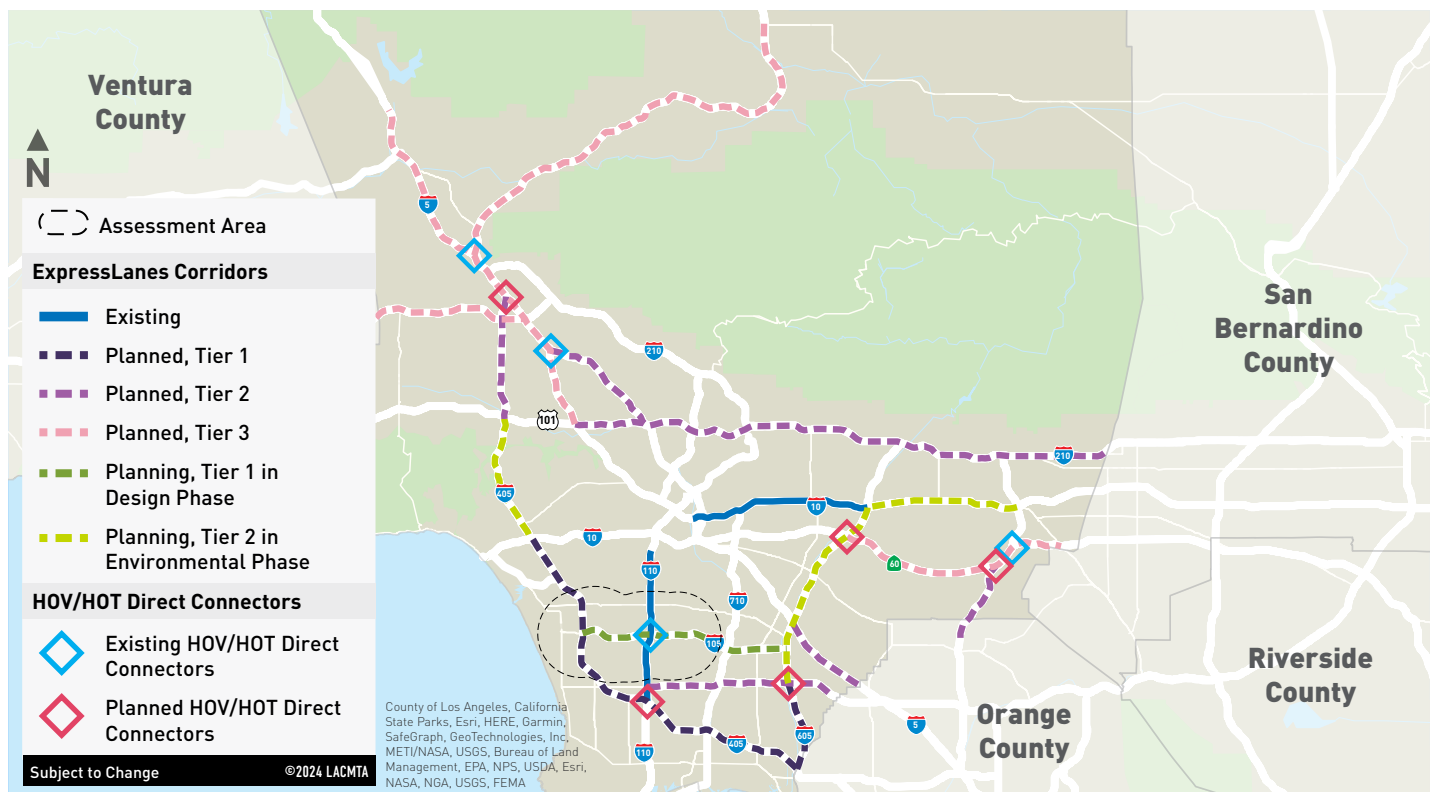 Ventura
County
N
Assessment Area
ExpressLanes Corridors
Existing
Planned, Tier 1
Planned, Tier 2
Planned, Tier 3
Planning, Tier 1 in
Design Phase
Planning, Tier 2 in
Environmental Phase
HOV/HOT Direct Connectors
Existing HOV/HOT Direct
Connectors
Planned HOV/HOT Direct
Connectors
Subject to Change
©2024 LACMTA
5
210
101
210
405
10
10
110
60
710
105
405
605
110
5
San
Bernardino
County
Riverside
County
Orange
County
County of Los Angeles, California
State Parks, Esri, HERE, Garmin,
SafeGraph, GeoTechnologies, Inc,
METI/NASA, USGS, Bureau of Land
Management, EPA, NPS, USDA, Esri,
NASA, NGA, USGS, FEMA